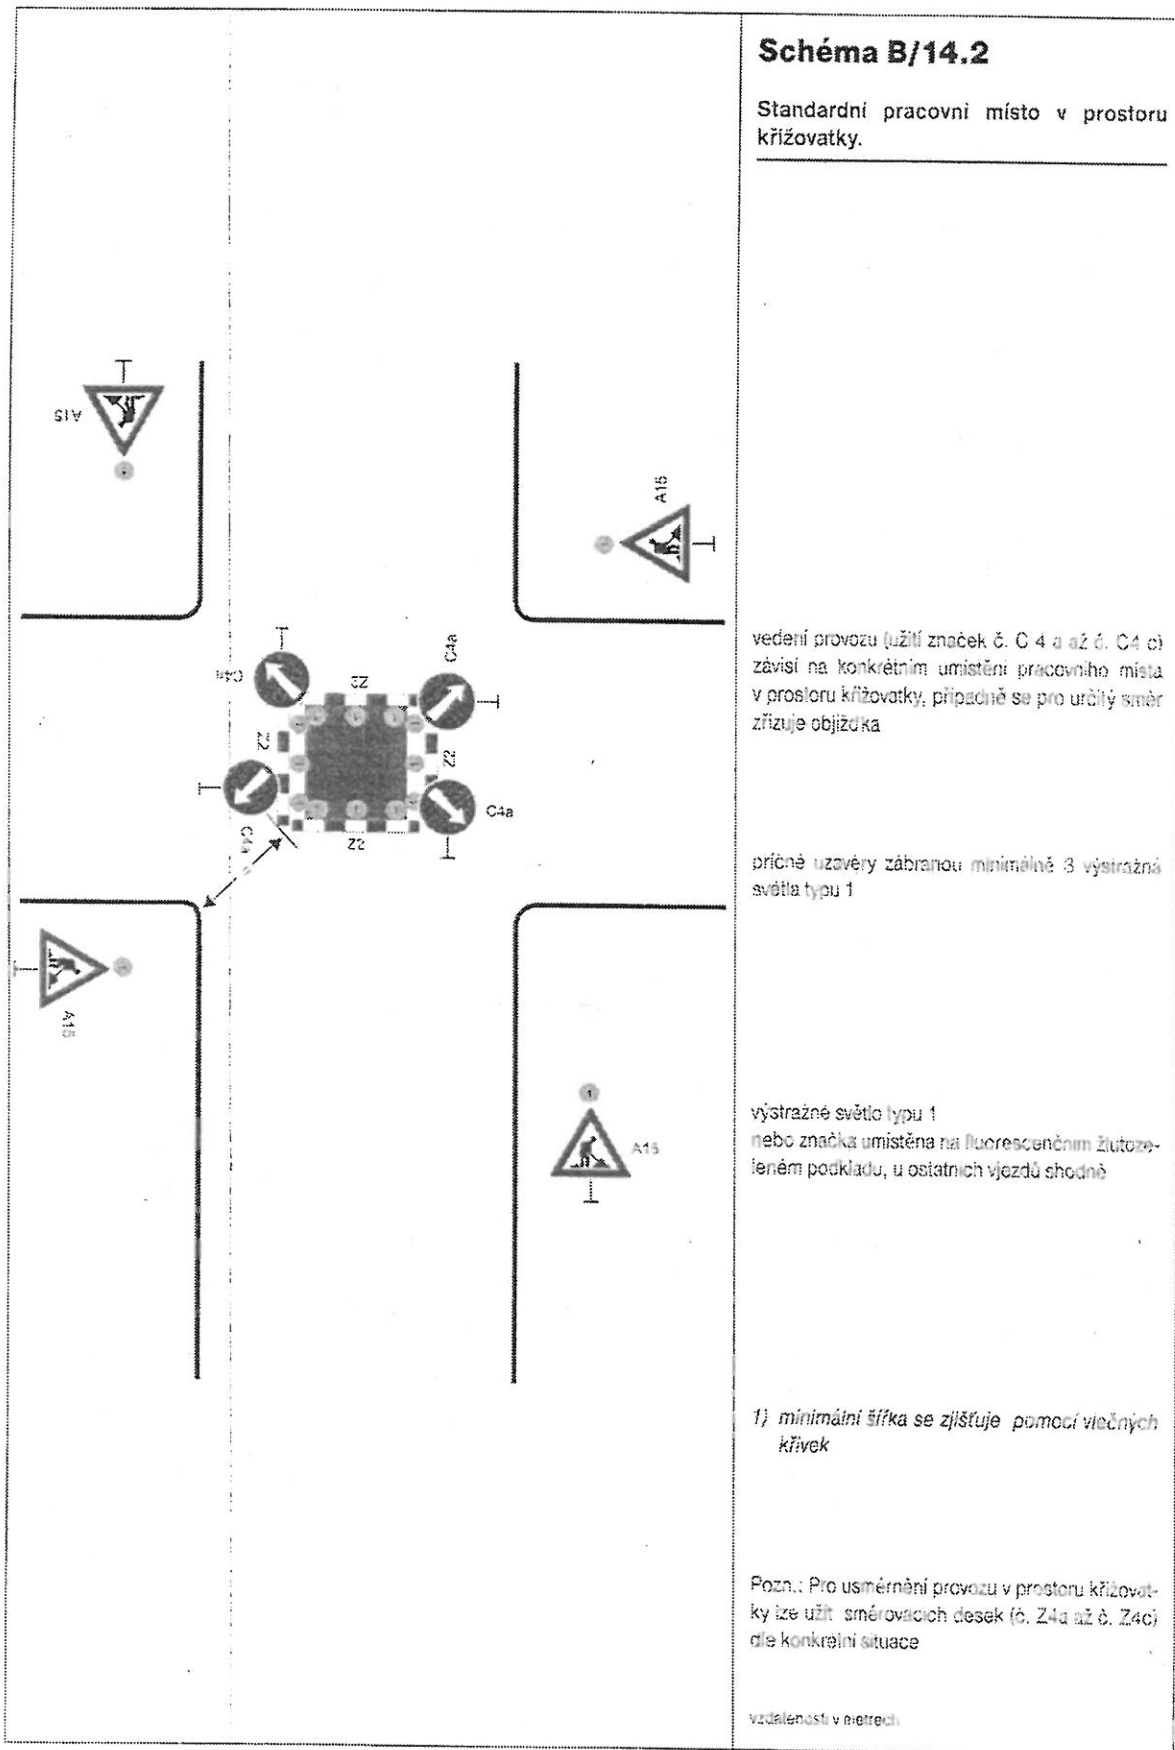 Schéma B/14.2
Standardní pracovní místo v prostoru
křižovatky.
A15
A15
C4a
C4a
Z2
Z2
Z2
C4a
C4a
Z2
A15
A15
1
vedení provozu (užití značek č. C 4 a až č. C4 c)
závisí na konkrétním umístění pracovního místa
v prostoru křižovatky, případně se pro určitý směr
zřizuje objížďka
příčné uzávěry zábranou minimálně 3 výstražná
světla typu 1
výstražné světlo typu 1
nebo značka umístěna na fluorescenčním žlutoze-
leném podkladu, u ostatních vjezdů shodně
1) minimální šířka se zjišťuje pomocí vlečných
křivek
Pozn.: Pro usměrnění provozu v prostoru křižovat-
ky lze užít směrovacích desek (č. Z4a až č. Z4c)
dle konkrétní situace
vzdálenosti v metrech